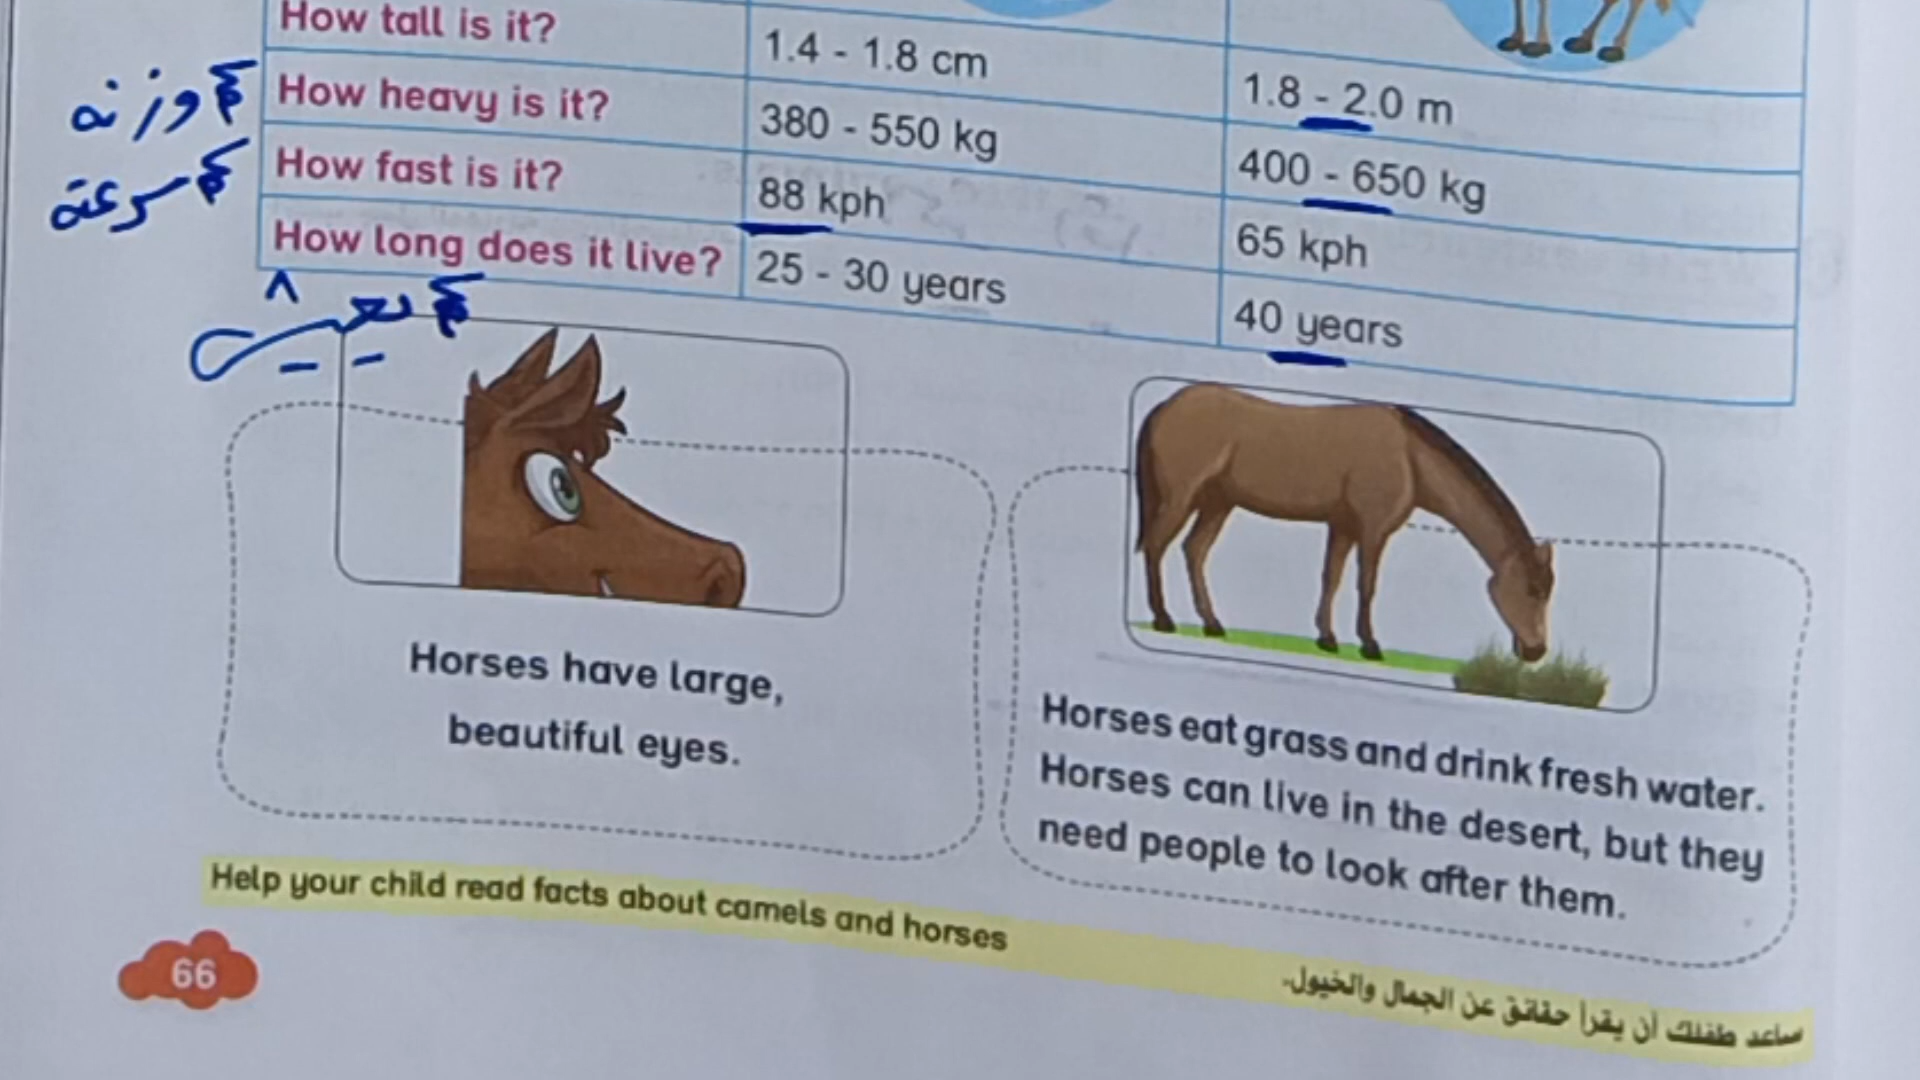 How tall is it?
1.4 - 1.8 cm
1.8 - 2.0 m
كم وزنه
How heavy is it?
380 - 550 kg
400 - 650 kg
كم سرعته
How fast is it?
88 kph
65 kph
How long does it live?
25 - 30 years
40 years
كم يعيش
Horses have large,
beautiful eyes.
Horses eat grass and drink fresh water.
Horses can live in the desert, but they
need people to look after them.
Help your child read facts about camels and horses
ساعد طفلك أن يقرأ حقائق عن الجمال والخيول.
66